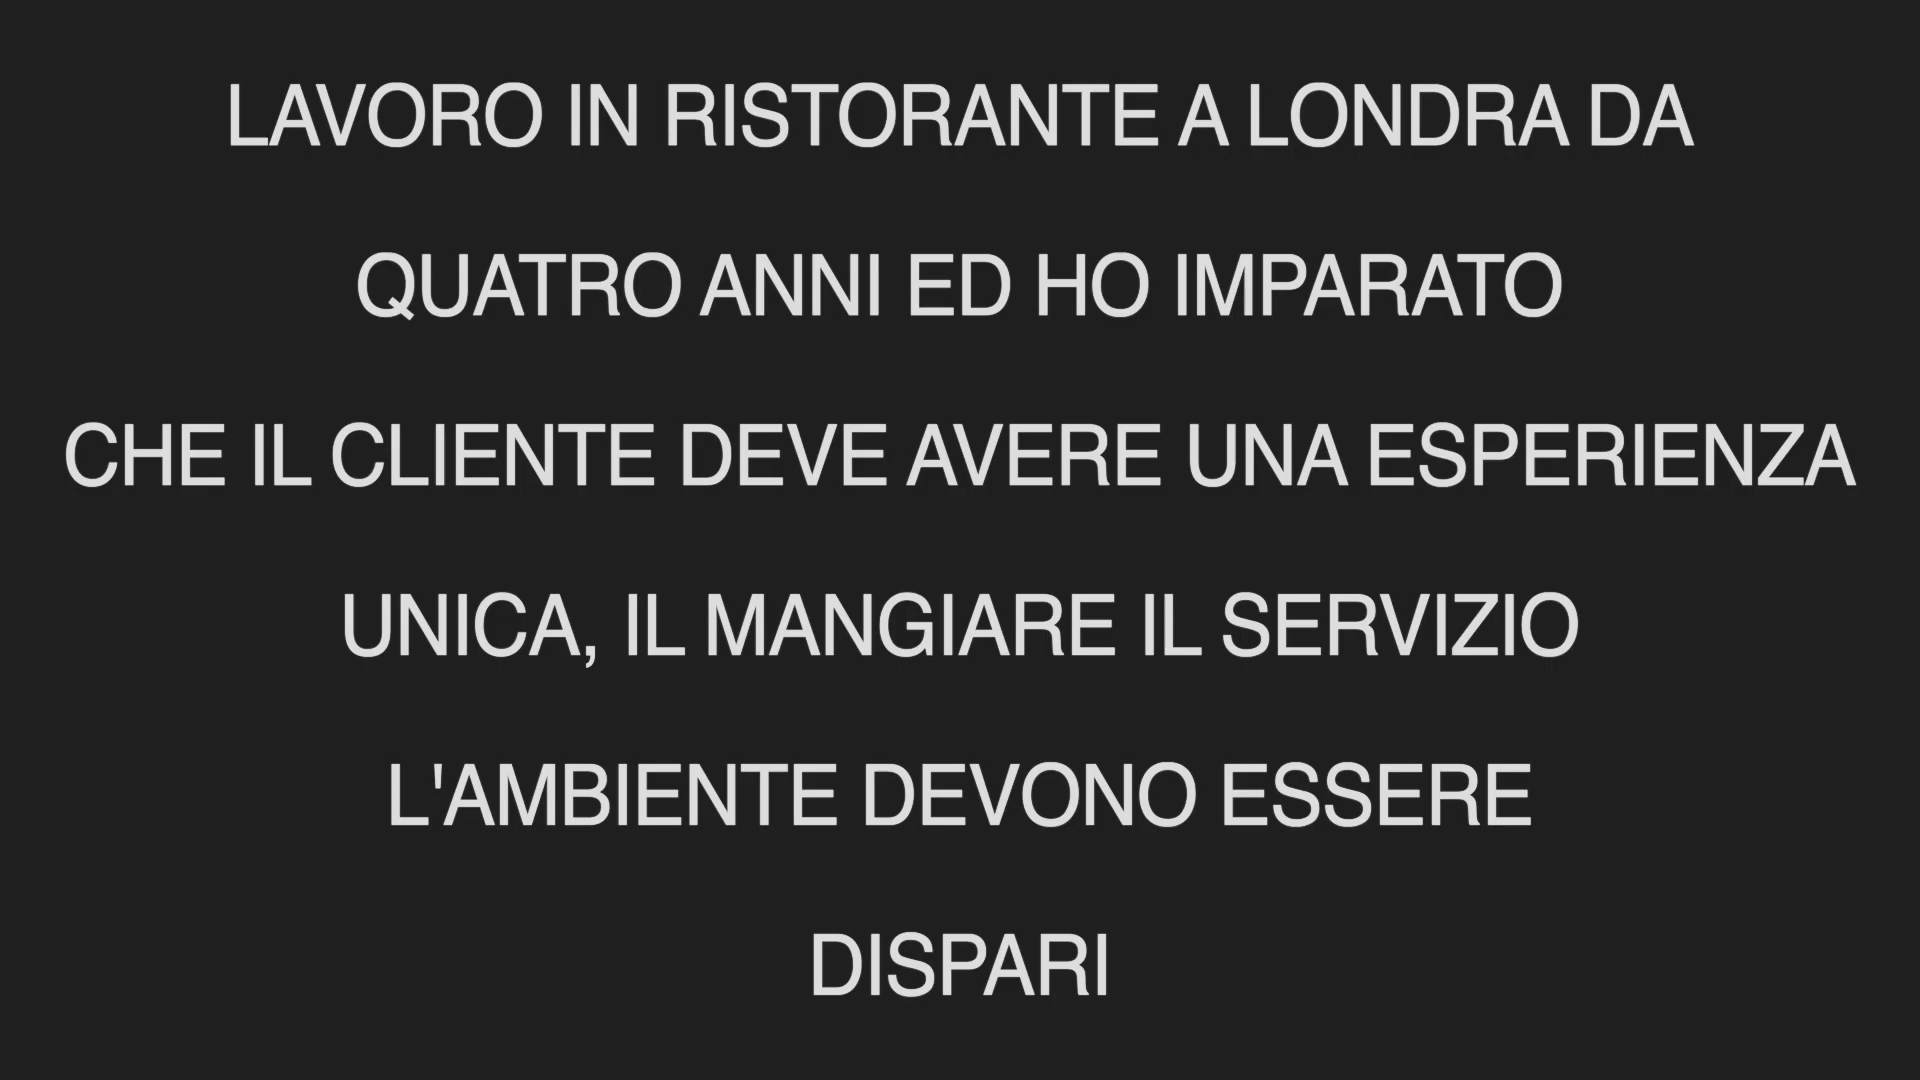 LAVORO IN RISTORANTE A LONDRA DA
QUATRO ANNI ED HO IMPARATO
CHE IL CLIENTE DEVE AVERE UNA ESPERIENZA
UNICA, IL MANGIARE IL SERVIZIO
L'AMBIENTE DEVONO ESSERE
DISPARI